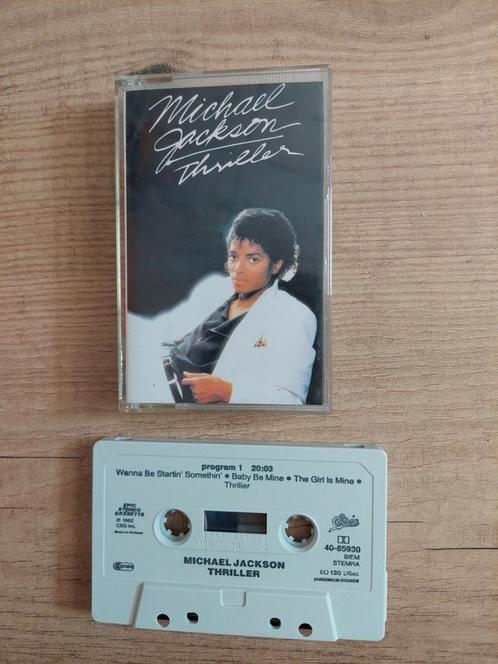 Michael
Jackson
Thriller
program 1 20:03
Wanna Be Startin' Somethin' • Baby Be Mine • The Girl Is Mine •
Thriller
EPIC
STEREO
CASSETTE
℗ 1982
CBS Inc.
Made in Holland
100 50 0
Epic
40-85930
BIEM
STEMRA
EQ 120 µSec
CHROMIUM DIOXIDE
MICHAEL JACKSON
THRILLER